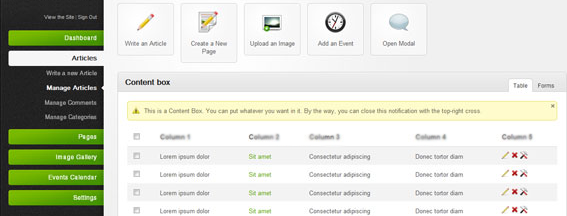 View the Site | Sign Out
Dashboard
Articles
Write a new Article
Manage Articles
Manage Comments
Manage Categories
Pages
Image Gallery
Events Calendar
Settings
Write an Article
Create a New
Page
Upload an Image
Add an Event
Open Modal
Content box
Table
Forms
This is a Content Box. You can put whatever you want in it. By the way, you can close this notification with the top-right cross.
Column 1 Column 2 Column 3 Column 4 Column 5
Lorem ipsum dolor Sit amet Consectetur adipiscing Donec tortor diam
Lorem ipsum dolor Sit amet Consectetur adipiscing Donec tortor diam
Lorem ipsum dolor Sit amet Consectetur adipiscing Donec tortor diam
Lorem ipsum dolor Sit amet Consectetur adipiscing Donec tortor diam